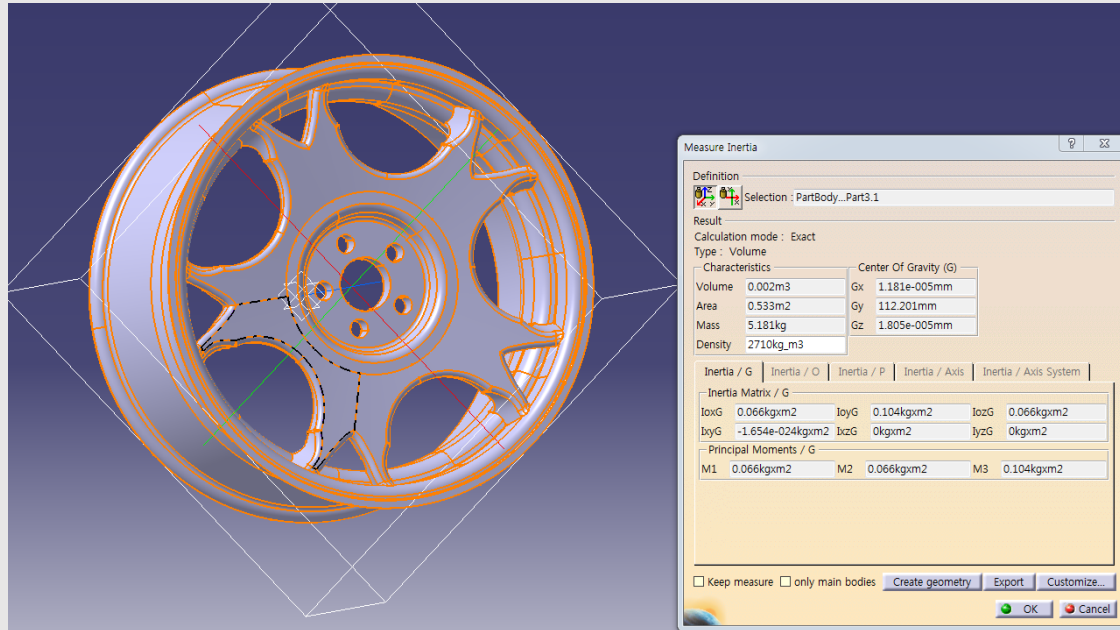 Measure Inertia
Definition
Selection : PartBody...Part3.1
Result
Calculation mode : Exact
Type : Volume
Characteristics
Center Of Gravity (G)
Volume 0.002m3 Gx 1.181e-005mm
Area 0.533m2 Gy 112.201mm
Mass 5.181kg Gz 1.805e-005mm
Density 2710kg_m3
Inertia / G Inertia / O Inertia / P Inertia / Axis Inertia / Axis System
Inertia Matrix / G
IoxG 0.066kgxm2 IoyG 0.104kgxm2 IozG 0.066kgxm2
IxyG -1.654e-024kgxm2 IxzG 0kgxm2 IyzG 0kgxm2
Principal Moments / G
M1 0.066kgxm2 M2 0.066kgxm2 M3 0.104kgxm2
Keep measure only main bodies Create geometry Export Customize...
OK Cancel